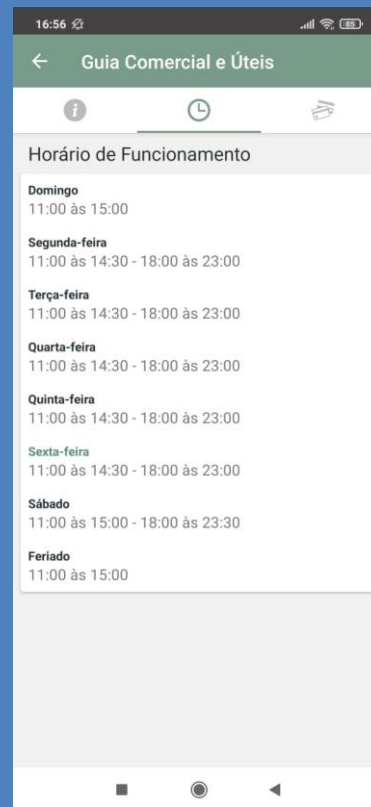 16:56
85
Guia Comercial e Úteis
Horário de Funcionamento
Domingo
11:00 às 15:00
Segunda-feira
11:00 às 14:30 - 18:00 às 23:00
Terça-feira
11:00 às 14:30 - 18:00 às 23:00
Quarta-feira
11:00 às 14:30 - 18:00 às 23:00
Quinta-feira
11:00 às 14:30 - 18:00 às 23:00
Sexta-feira
11:00 às 14:30 - 18:00 às 23:00
Sábado
11:00 às 15:00 - 18:00 às 23:30
Feriado
11:00 às 15:00